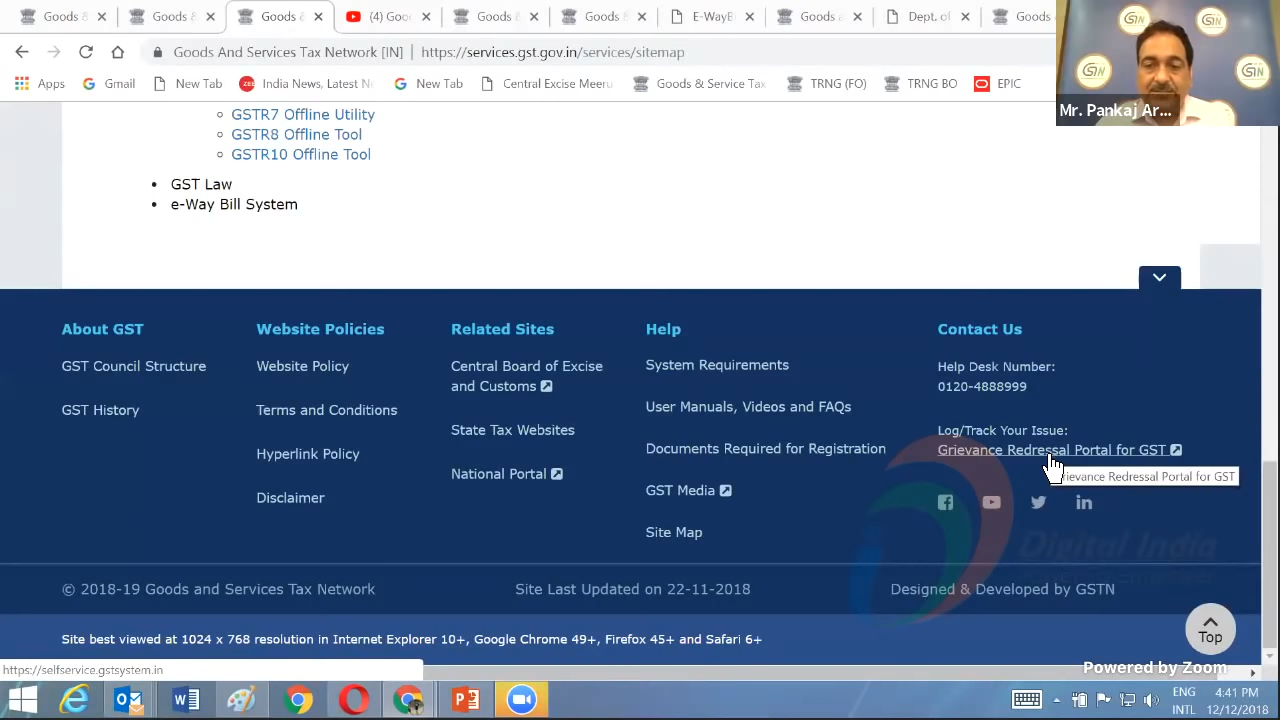 Goods &
Goods &
Goods &
(4) Go
Goods &
Goods &
E-WayB
Goods &
Dept. of
Goods
Goods And Services Tax Network [IN]
https://services.gst.gov.in/services/sitemap
Apps
Gmail
New Tab
India News, Latest N
New Tab
Central Excise Meeru
Goods & Service Tax
TRNG (FO)
TRNG BO
EPIC
Mr. Pankaj Ar...
GSTR7 Offline Utility
GSTR8 Offline Tool
GSTR10 Offline Tool
GST Law
e-Way Bill System
About GST
GST Council Structure
GST History
Website Policies
Website Policy
Terms and Conditions
Hyperlink Policy
Disclaimer
Related Sites
Central Board of Excise
and Customs
State Tax Websites
National Portal
Help
System Requirements
User Manuals, Videos and FAQs
Documents Required for Registration
GST Media
Site Map
Contact Us
Help Desk Number:
0120-4888999
Log/Track Your Issue:
Grievance Redressal Portal for GST
rievance Redressal Portal for GST
Digital India
© 2018-19 Goods and Services Tax Network
Site Last Updated on 22-11-2018
Designed & Developed by GSTN
Site best viewed at 1024 x 768 resolution in Internet Explorer 10+, Google Chrome 49+, Firefox 45+ and Safari 6+
Top
Powered by Zoom
https://selfservice.gstsystem.in
ENG
INTL
4:41 PM
12/12/2018